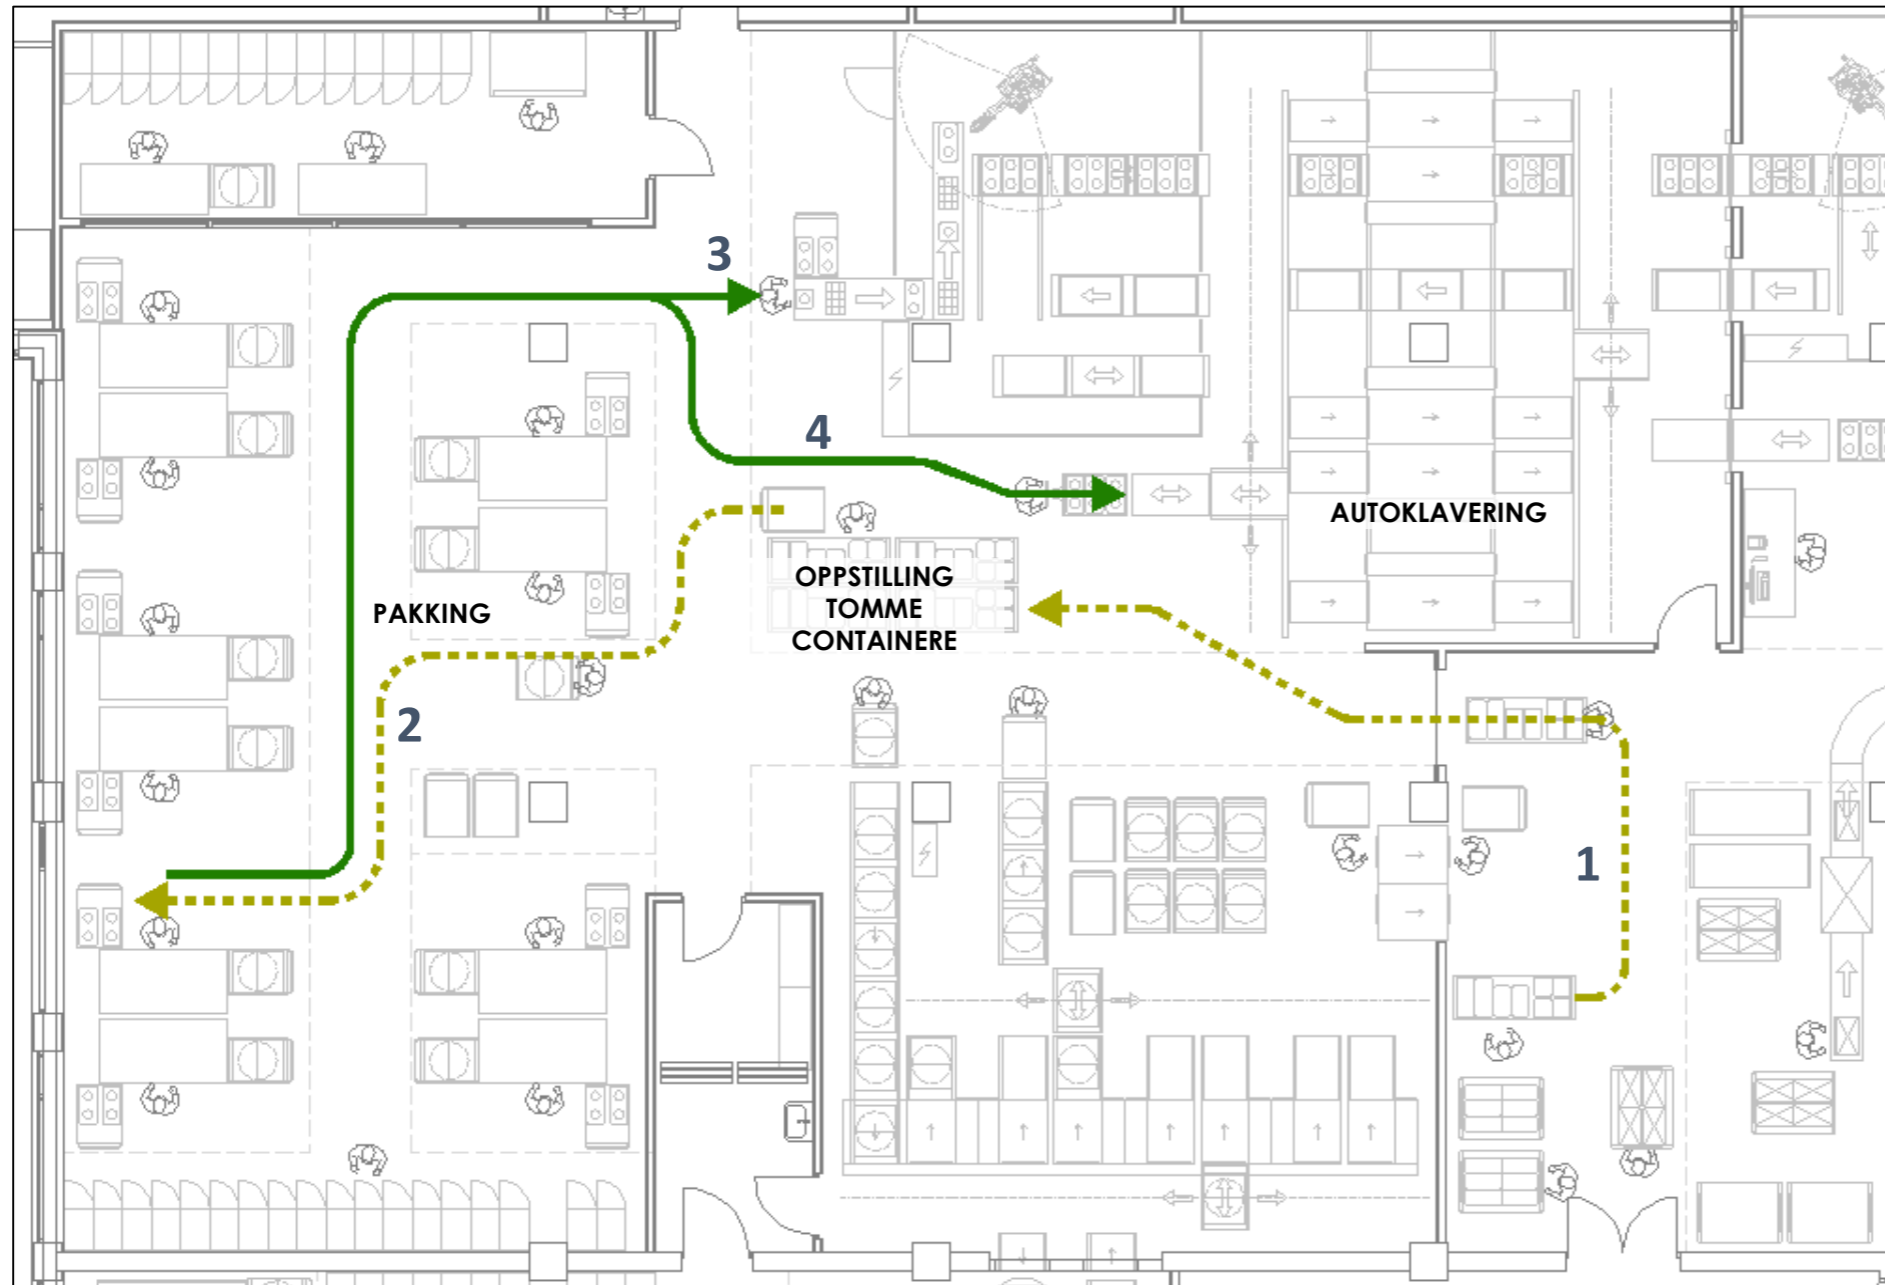 3
4
AUTOKLAVERING
OPPSTILLING
TOMME
CONTAINERE
PAKKING
2
1